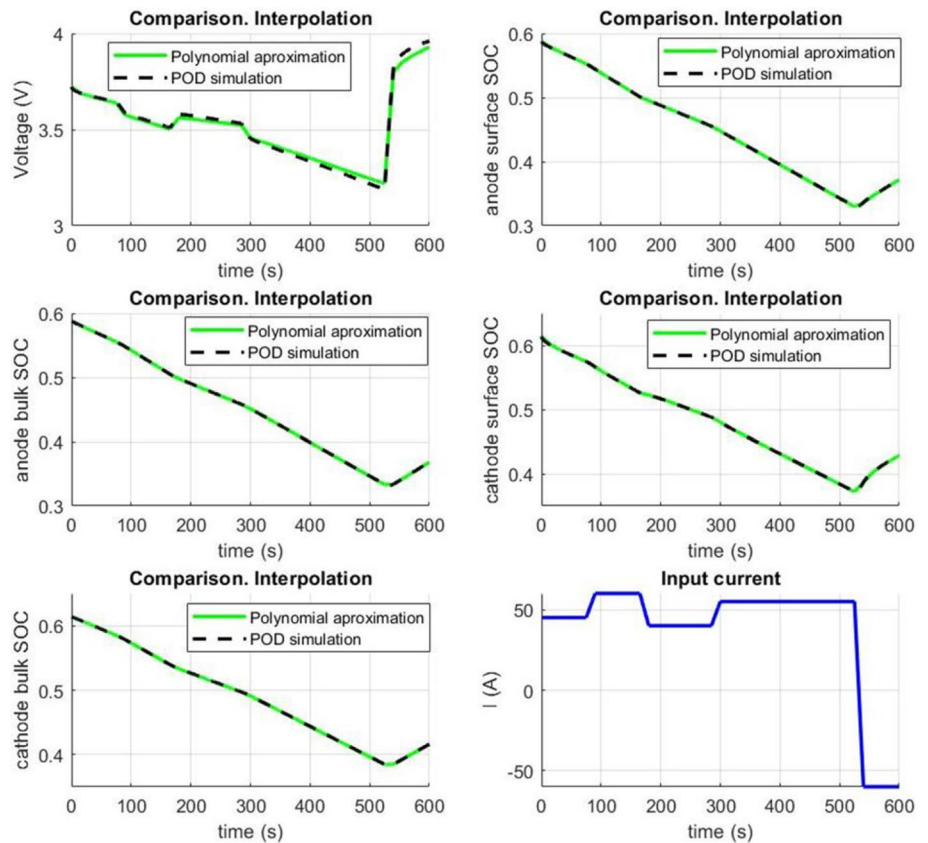 Comparison. Interpolation
4
Polynomial aproximation
POD simulation
3.5
3
Voltage (V)
0 100 200 300 400 500 600
time (s)
Comparison. Interpolation
0.6
Polynomial aproximation
POD simulation
0.5
0.4
0.3
anode surface SOC
0 100 200 300 400 500 600
time (s)
Comparison. Interpolation
0.6
Polynomial aproximation
POD simulation
0.5
0.4
0.3
anode bulk SOC
0 100 200 300 400 500 600
time (s)
Comparison. Interpolation
Polynomial aproximation
POD simulation
0.6
0.5
0.4
cathode surface SOC
0 100 200 300 400 500 600
time (s)
Comparison. Interpolation
Polynomial aproximation
0.6
POD simulation
0.5
0.4
cathode bulk SOC
0 100 200 300 400 500 600
time (s)
Input current
50
0
-50
I (A)
0 100 200 300 400 500 600
time (s)